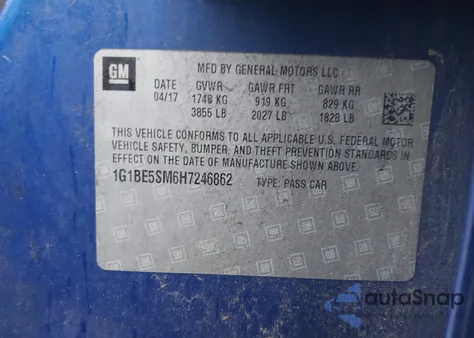 GM
MFD BY GENERAL MOTORS LLC
DATE GVWR GAWR FRT GAWR RR
04/17 1748 KG 919 KG 829 KG
3855 LB 2027 LB 1828 LB
THIS VEHICLE CONFORMS TO ALL APPLICABLE U.S. FEDERAL MOTOR
VEHICLE SAFETY, BUMPER, AND THEFT PREVENTION STANDARDS IN
EFFECT ON THE DATE OF MANUFACTURE SHOWN ABOVE.
1G1BE5SM6H7246862 TYPE: PASS CAR
autoSnap